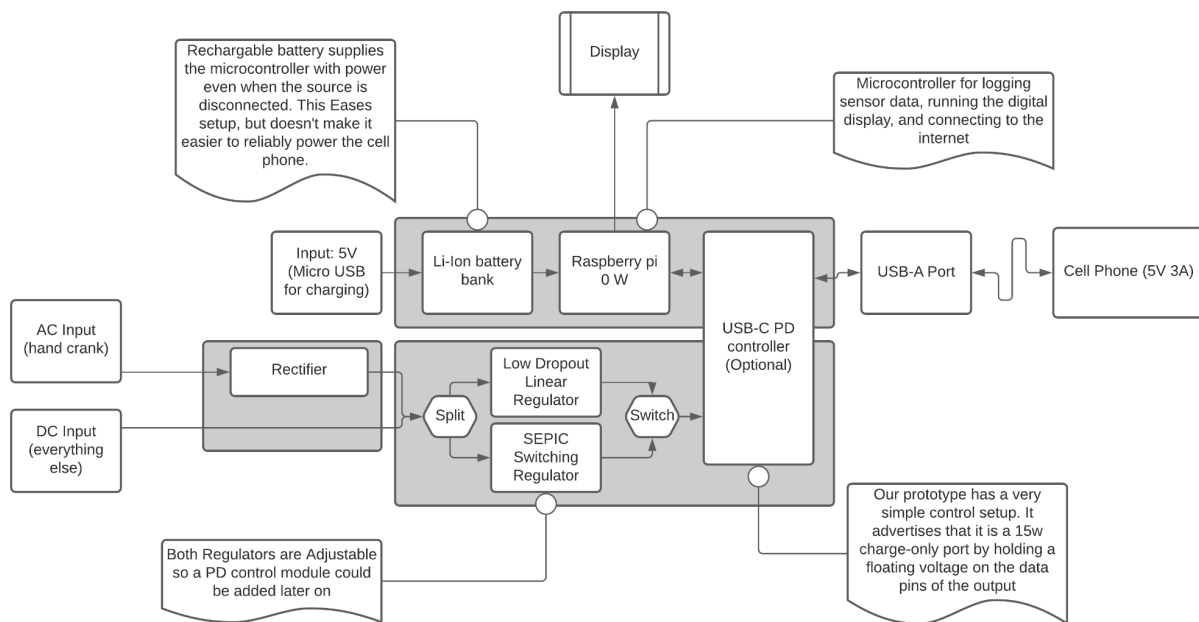 Rechargable battery supplies
the microcontroller with power
even when the source is
disconnected. This Eases
setup, but doesn't make it
easier to reliably power the cell
phone.
Display
Microcontroller for logging
sensor data, running the digital
display, and connecting to the
internet
Input: 5V
(Micro USB
for charging)
Li-Ion battery
bank
Raspberry pi
0 W
USB-C PD
controller
(Optional)
USB-A Port
Cell Phone (5V 3A)
AC Input
(hand crank)
Rectifier
DC Input
(everything
else)
Split
Low Dropout
Linear
Regulator
SEPIC
Switching
Regulator
Switch
Both Regulators are Adjustable
so a PD control module could
be added later on
Our prototype has a very
simple control setup. It
advertises that it is a 15w
charge-only port by holding a
floating voltage on the data
pins of the output